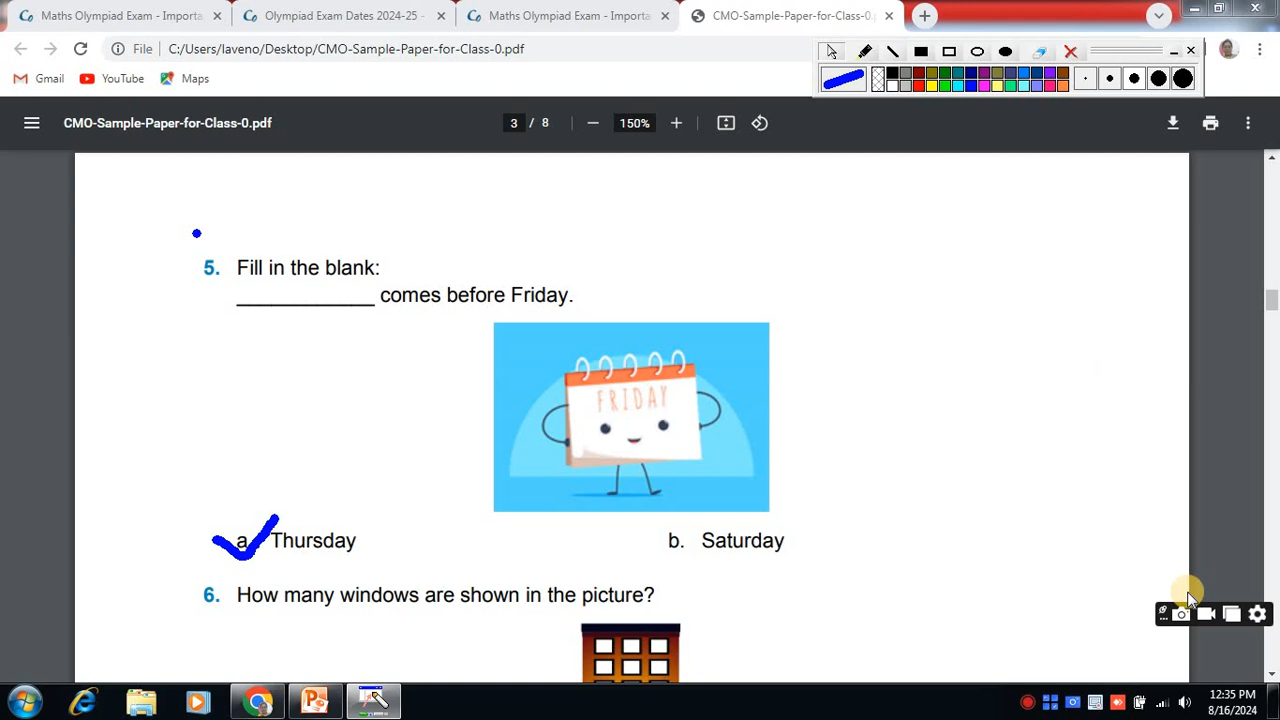 Maths Olympiad Exam - Importa
Olympiad Exam Dates 2024-25 -
Maths Olympiad Exam - Importa
CMO-Sample-Paper-for-Class-0.p
File
C:/Users/laveno/Desktop/CMO-Sample-Paper-for-Class-0.pdf
Gmail
YouTube
Maps
CMO-Sample-Paper-for-Class-0.pdf
3 / 8
150%
5. Fill in the blank:
____________ comes before Friday.
FRIDAY
a. Thursday
b. Saturday
6. How many windows are shown in the picture?
12:35 PM
8/16/2024